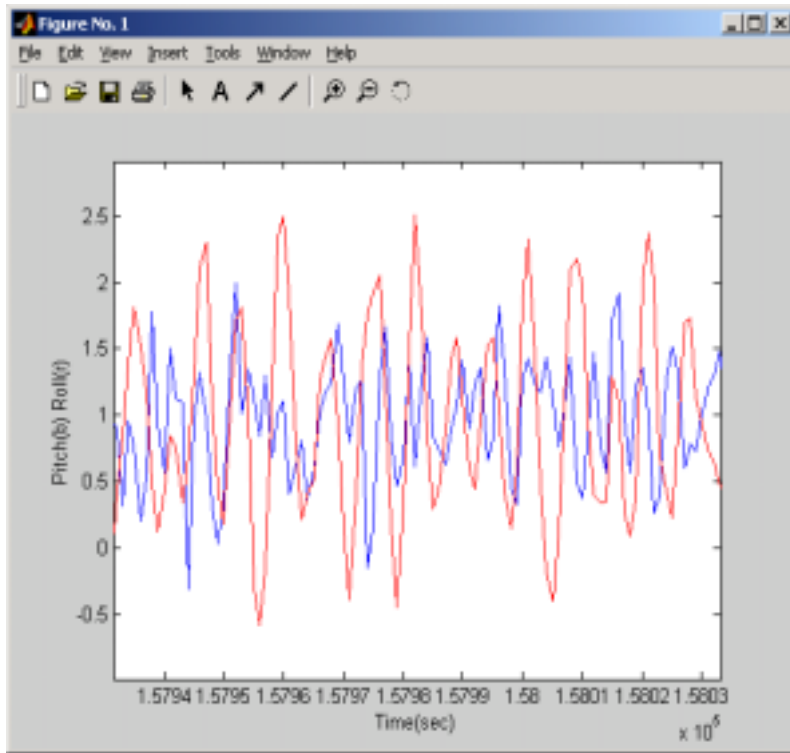 Figure No. 1
File Edit View Insert Tools Window Help
A
2.5
2
1.5
1
0.5
0
-0.5
Pitch(b) Roll(r)
1.5794 1.5795 1.5796 1.5797 1.5798 1.5799 1.58 1.5801 1.5802 1.5803
Time(sec)
x 10^5